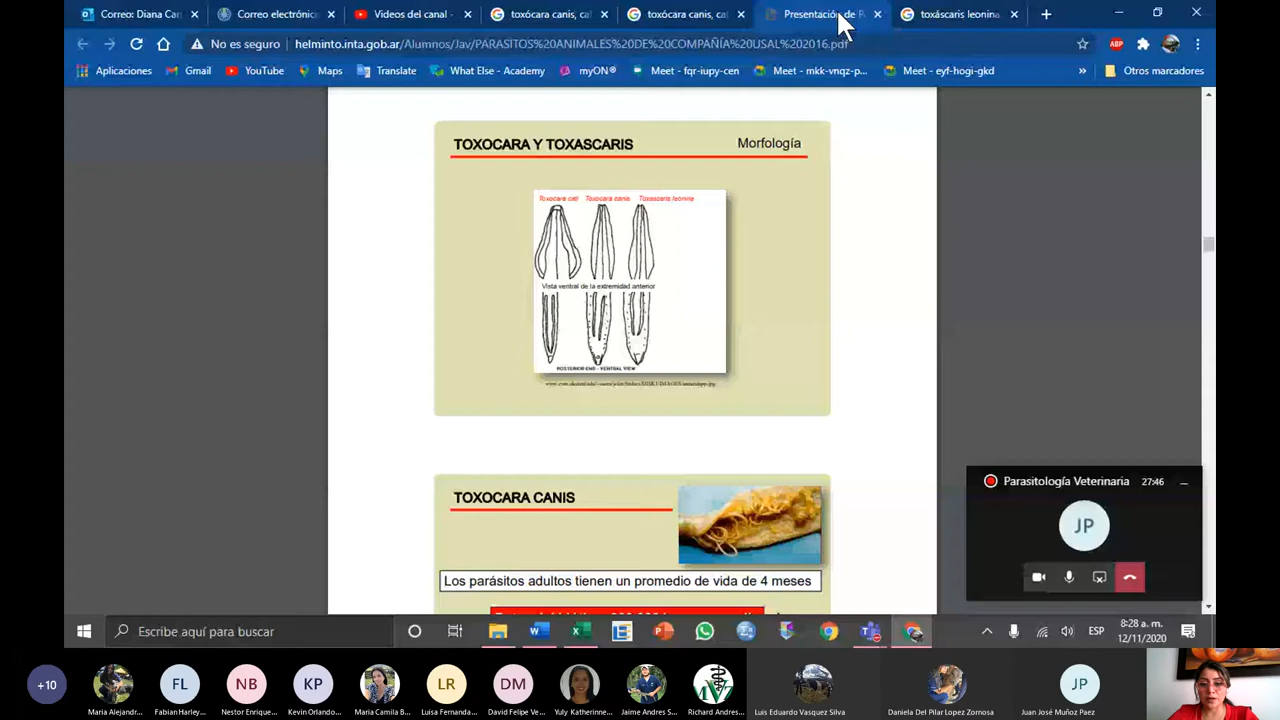 Correo: Diana Car
Correo electrónic
Videos del canal -
toxócara canis, cat
toxócara canis, cat
Presentación de P
toxáscaris leonina
No es seguro
helminto.inta.gob.ar/Alumnos/Jav/PARASITOS%20ANIMALES%20DE%20COMPAÑÍA%20USAL%202016.pdf
ABP
Aplicaciones
Gmail
YouTube
Maps
Translate
What Else - Academy
myON®
Meet - fqr-iupy-cen
Meet - mkk-vnqz-p...
Meet - eyf-hogi-gkd
»
Otros marcadores
TOXOCARA Y TOXASCARIS
Morfología
Toxocara cati
Toxocara canis
Toxascaris leonina
Vista ventral de la extremidad anterior
POSTERIOR END - VENTRAL VIEW
TOXOCARA CANIS
Los parásitos adultos tienen un promedio de vida de 4 meses
Parasitología Veterinaria
27:46
JP
Escribe aquí para buscar
ESP
8:28 a. m.
12/11/2020
+10
FL
NB
KP
LR
DM
JP
Maria Alejandr...
Fabian Harley...
Nestor Enrique...
Kevin Orlando...
Maria Camila B...
Luisa Fernanda...
David Felipe Ve...
Yuly Katherinne...
Jaime Andres S...
Richard Andres...
Luis Eduardo Vasquez Silva
Daniela Del Pilar Lopez Zornosa
Juan José Muñoz Paez